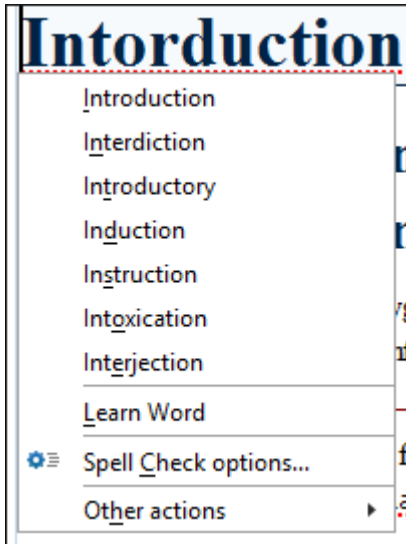 Intorduction
Introduction
Interdiction
Introductory
Induction
Instruction
Intoxication
Interjection
Learn Word
Spell Check options...
Other actions